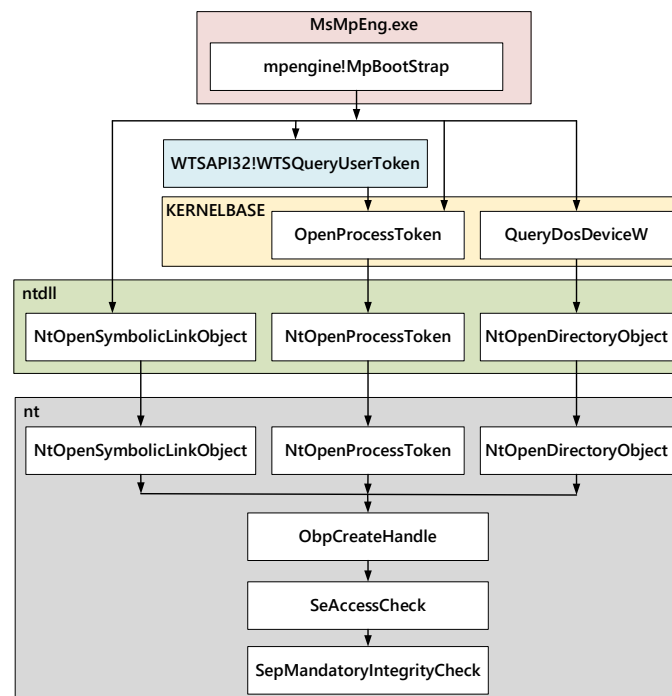 MsMpEng.exe
mpengine!MpBootStrap
WTSAPI32!WTSQueryUserToken
KERNELBASE
OpenProcessToken
QueryDosDeviceW
ntdll
NtOpenSymbolicLinkObject
NtOpenProcessToken
NtOpenDirectoryObject
nt
NtOpenSymbolicLinkObject
NtOpenProcessToken
NtOpenDirectoryObject
ObpCreateHandle
SeAccessCheck
SepMandatoryIntegrityCheck